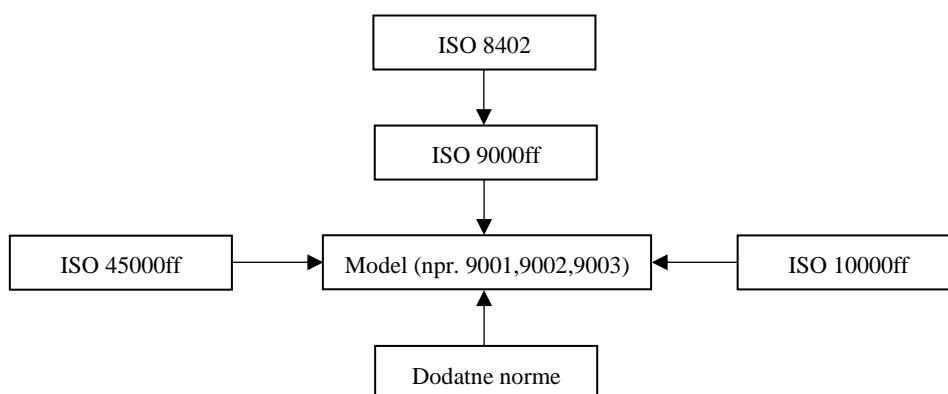 ISO 8402
ISO 9000ff
ISO 45000ff
Model (npr. 9001,9002,9003)
ISO 10000ff
Dodatne norme